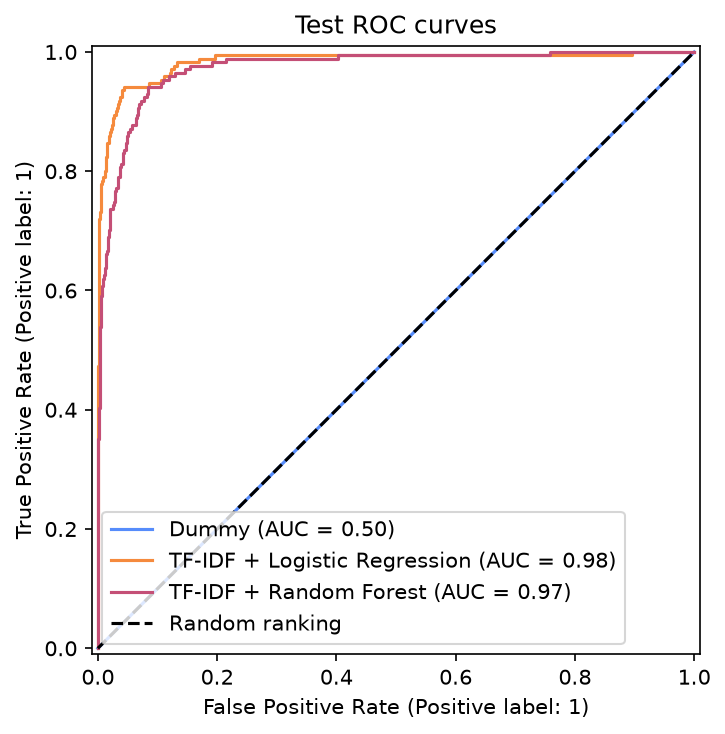 Test ROC curves
1.0
0.8
0.6
0.4
0.2
0.0
True Positive Rate (Positive label: 1)
Dummy (AUC = 0.50)
TF-IDF + Logistic Regression (AUC = 0.98)
TF-IDF + Random Forest (AUC = 0.97)
Random ranking
0.0 0.2 0.4 0.6 0.8 1.0
False Positive Rate (Positive label: 1)